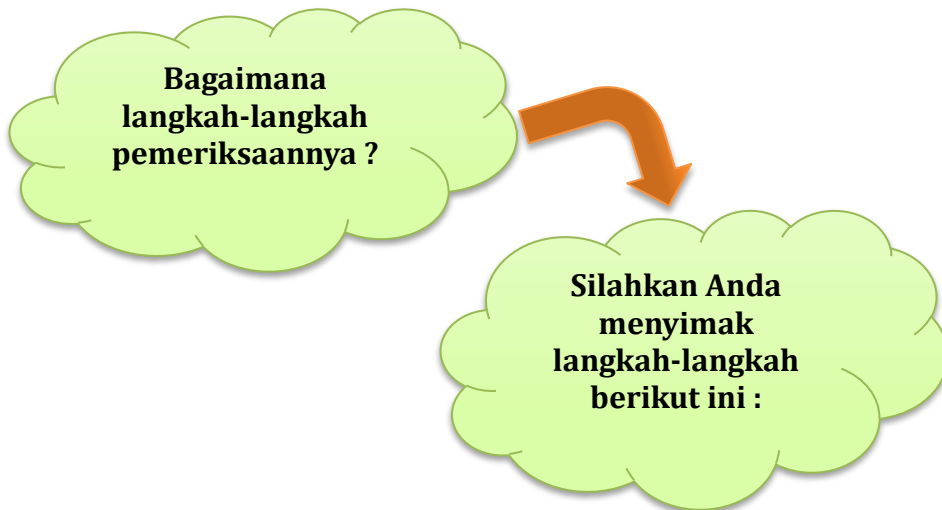 Bagaimana
langkah-langkah
pemeriksaannya ?
Silahkan Anda
menyimak
langkah-langkah
berikut ini :